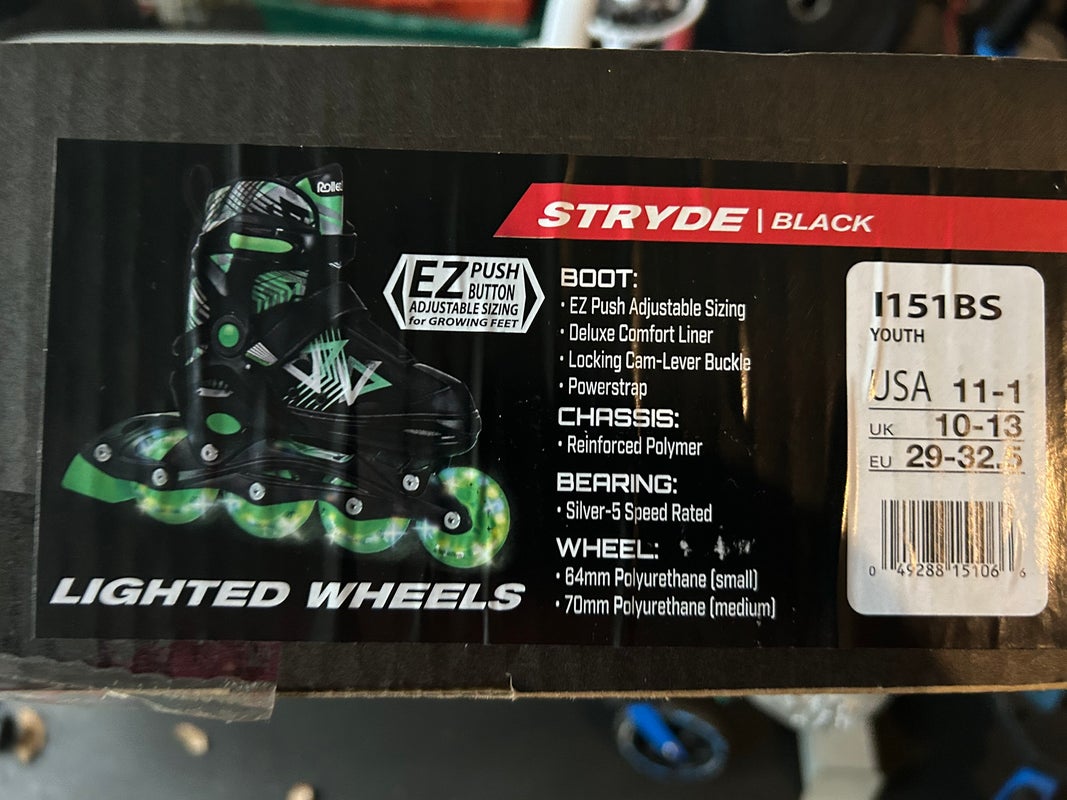 STRYDE | BLACK
EZ PUSH
BUTTON
ADJUSTABLE SIZING
for GROWING FEET
BOOT:
• EZ Push Adjustable Sizing
• Deluxe Comfort Liner
• Locking Cam-Lever Buckle
• Powerstrap
CHASSIS:
• Reinforced Polymer
BEARING:
• Silver-5 Speed Rated
WHEEL:
• 64mm Polyurethane (small)
• 70mm Polyurethane (medium)
LIGHTED WHEELS
I151BS
YOUTH
USA 11-1
UK 10-13
EU 29-32.5
0 49288 15106 6